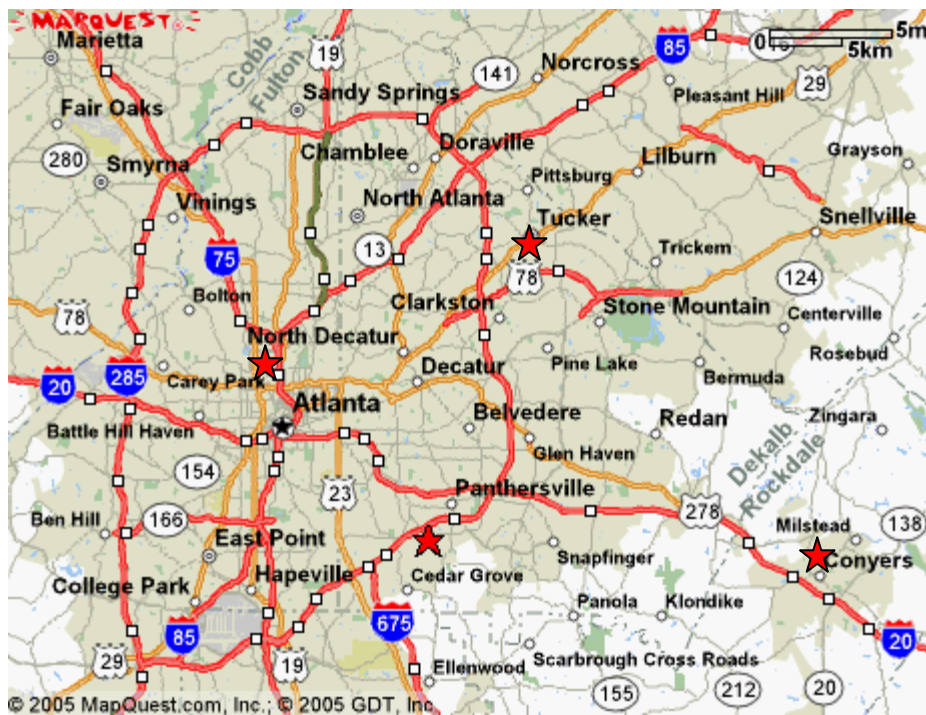 MAPQUEST
Marietta
19
Cobb
Fulton
141
Norcross
85
0
5m
5km
29
Fair Oaks
Sandy Springs
Pleasant Hill
280
Smyrna
Chamblee
Doraville
Lilburn
Grayson
Vinings
North Atlanta
Pittsburg
Tucker
Snellville
75
13
Trickem
124
78
Bolton
Clarkston
78
Stone Mountain
Centerville
North Decatur
Rosebud
20
285
Carey Park
Decatur
Pine Lake
Bermuda
Atlanta
Belvedere
Redan
Zingara
Battle Hill Haven
Glen Haven
Dekalb
Rockdale
154
23
Panthersville
278
Ben Hill
166
East Point
Milstead
138
Snapfinger
Conyers
College Park
Hapeville
Cedar Grove
Panola
Klondike
85
675
20
29
19
Ellenwood
Scarbrough Cross Roads
155
212
20
© 2005 MapQuest.com, Inc.; © 2005 GDT, Inc.